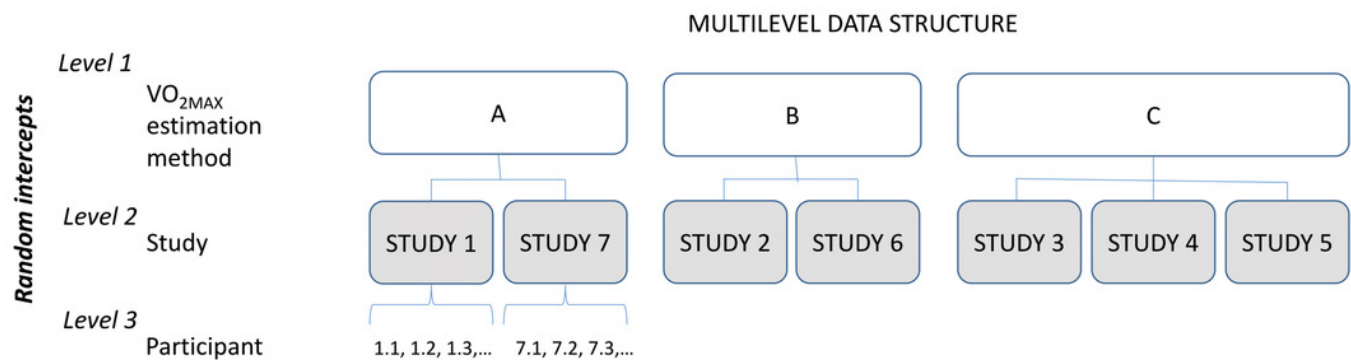 MULTILEVEL DATA STRUCTURE
Random intercepts
Level 1
VO2MAX
estimation
method
A
B
C
Level 2
Study
STUDY 1
STUDY 7
STUDY 2
STUDY 6
STUDY 3
STUDY 4
STUDY 5
Level 3
Participant
1.1, 1.2, 1.3,...
7.1, 7.2, 7.3,...